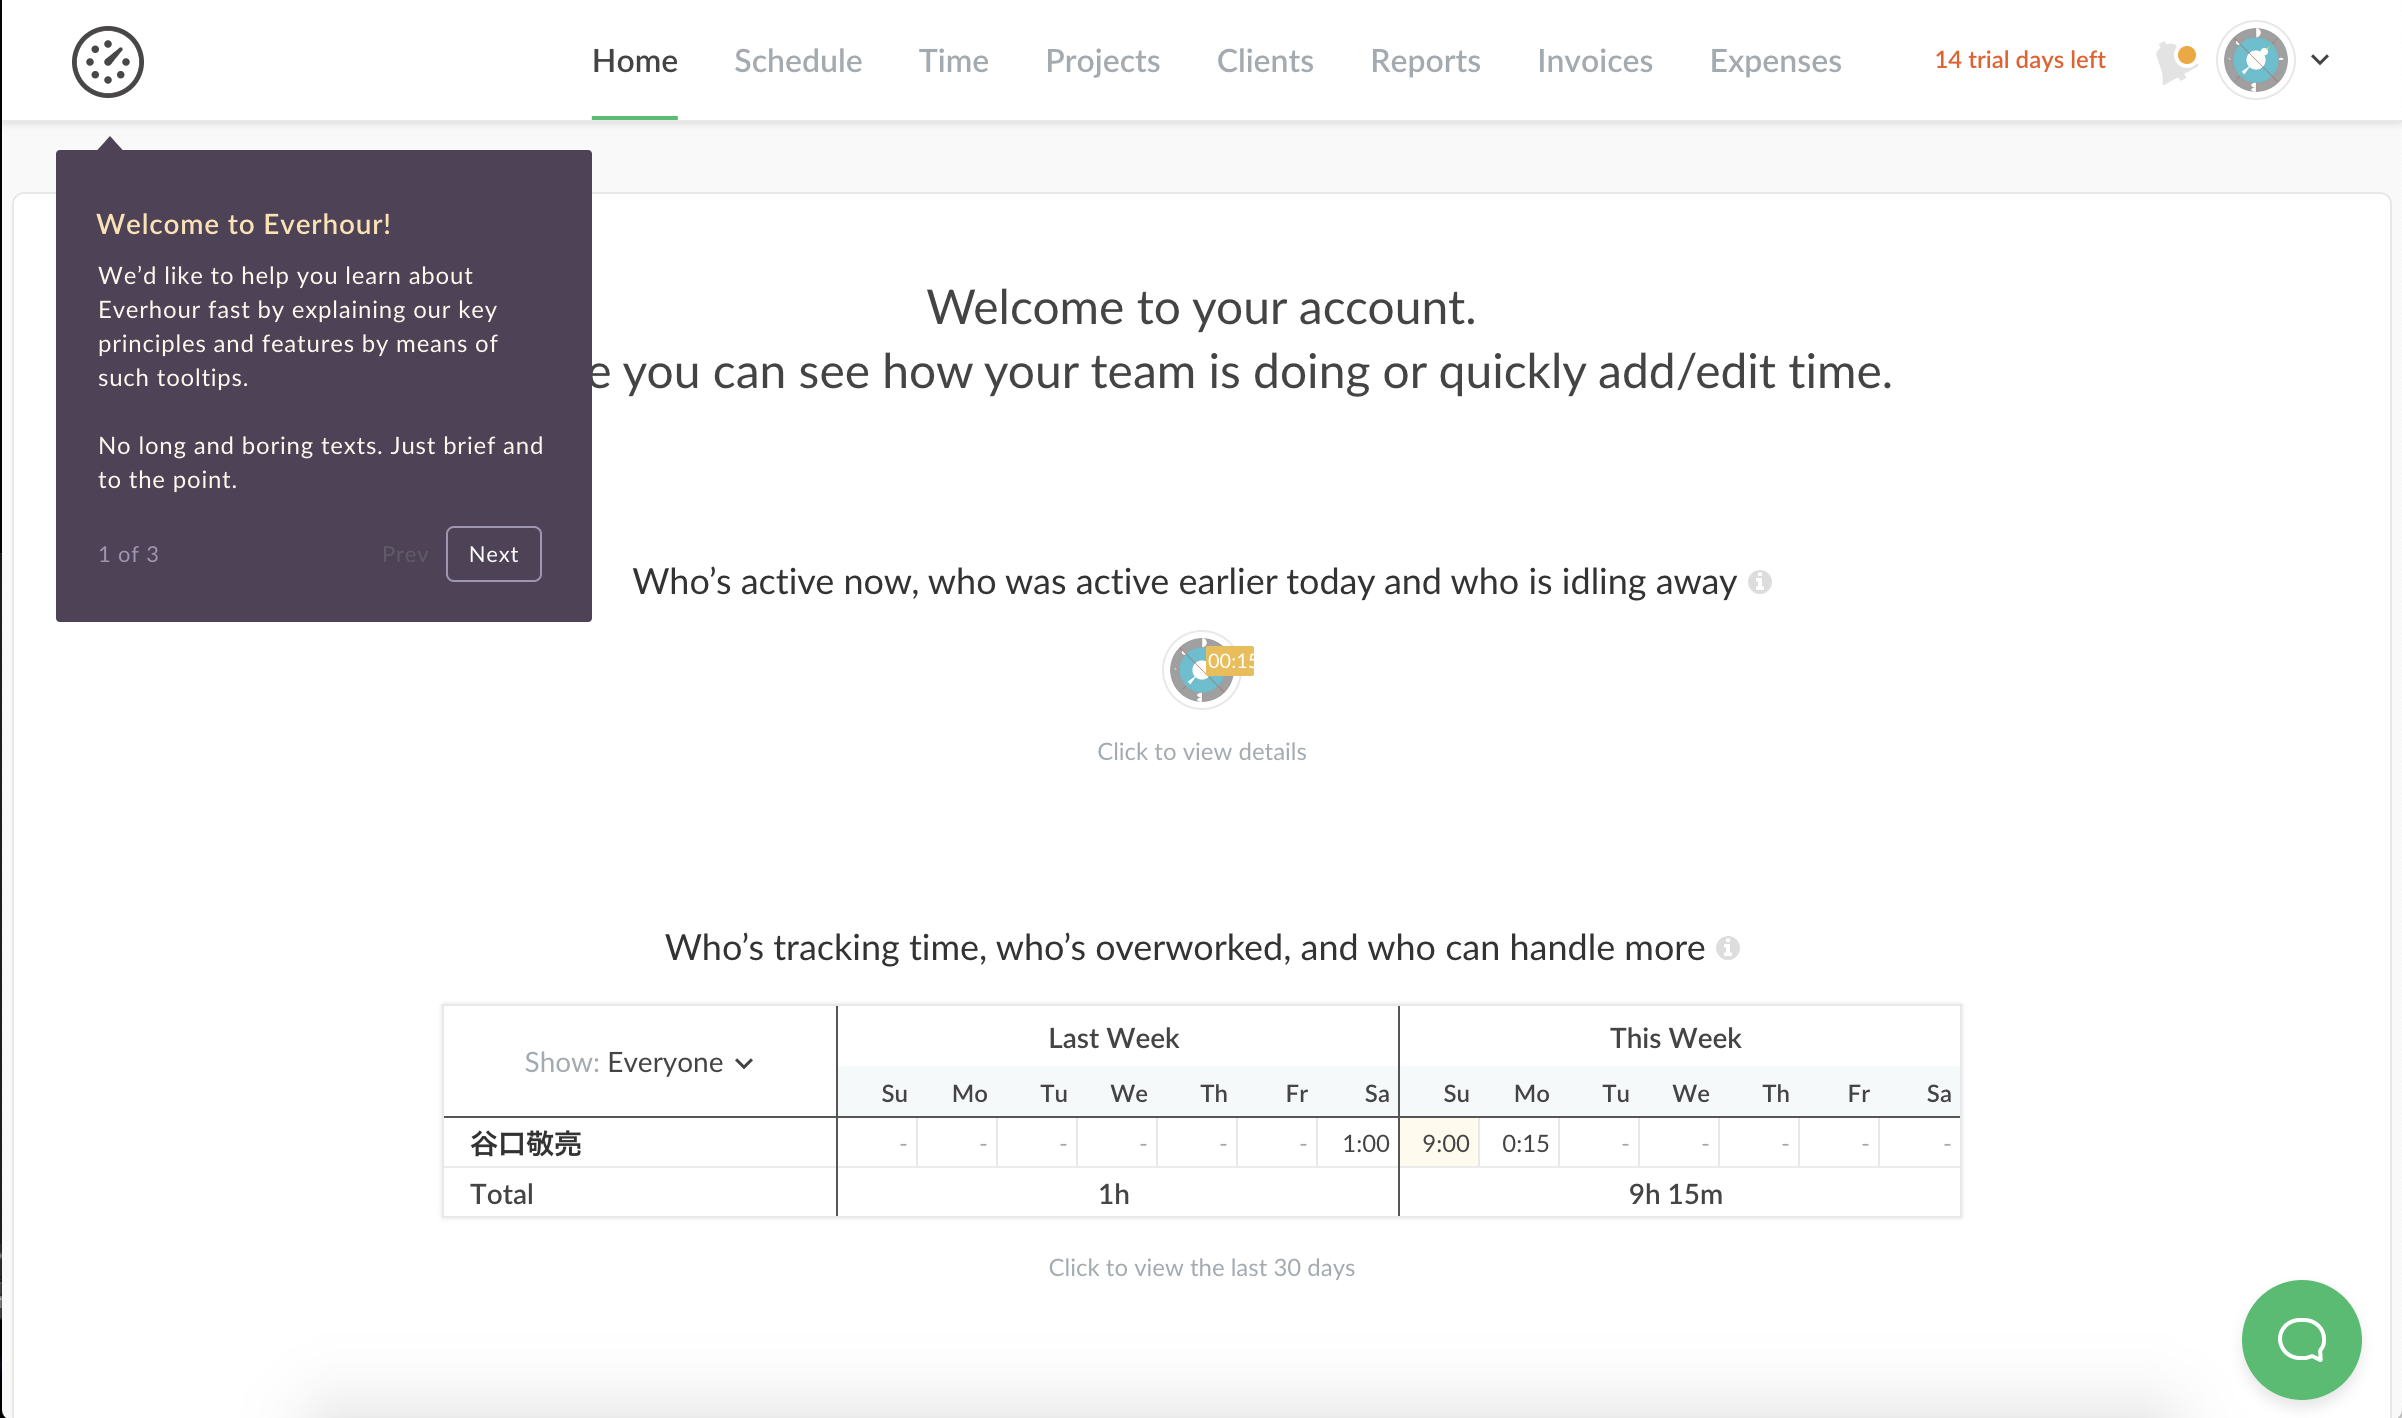 Home Schedule Time Projects Clients Reports Invoices Expenses 14 trial days left
Welcome to Everhour!
We’d like to help you learn about
Everhour fast by explaining our key
principles and features by means of
such tooltips.
No long and boring texts. Just brief and
to the point.
1 of 3 Prev Next
Welcome to your account.
e you can see how your team is doing or quickly add/edit time.
Who’s active now, who was active earlier today and who is idling away
00:15
Click to view details
Who’s tracking time, who’s overworked, and who can handle more
Show: Everyone Last Week This Week
Su Mo Tu We Th Fr Sa Su Mo Tu We Th Fr Sa
谷口敬亮 - - - - - - 1:00 9:00 0:15 - - - - -
Total 1h 9h 15m
Click to view the last 30 days